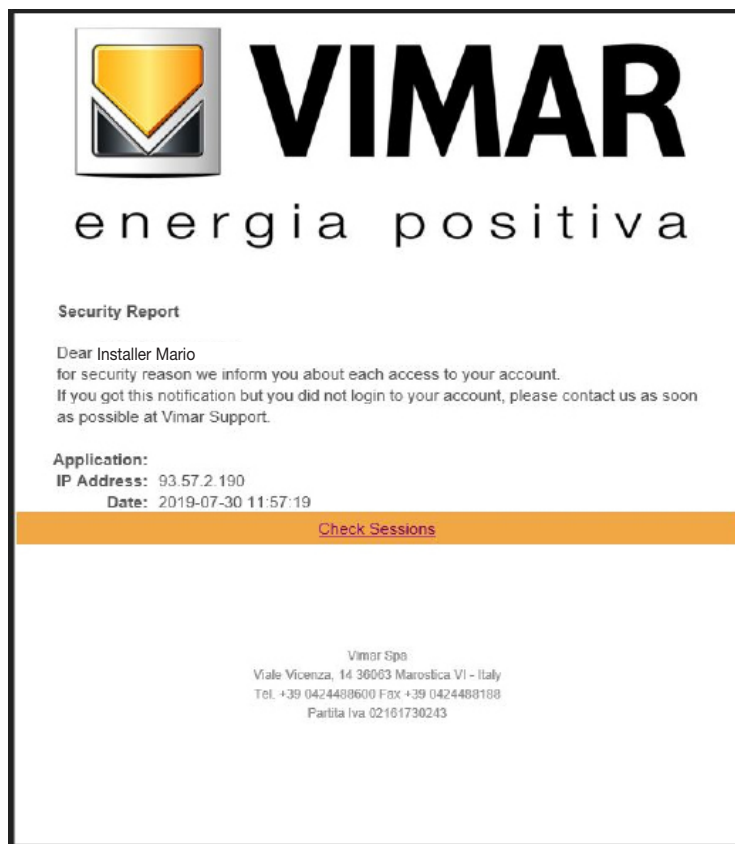 VIMAR
energia positiva
Security Report
Dear Installer Mario
for security reason we inform you about each access to your account.
If you got this notification but you did not login to your account, please contact us as soon
as possible at Vimar Support.
Application:
IP Address: 93.57.2.190
Date: 2019-07-30 11:57:19
Check Sessions
Vimar Spa
Viale Vicenza, 14 36063 Marostica VI - Italy
Tel. +39 0424488600 Fax +39 0424488188
Partita Iva 02161730243